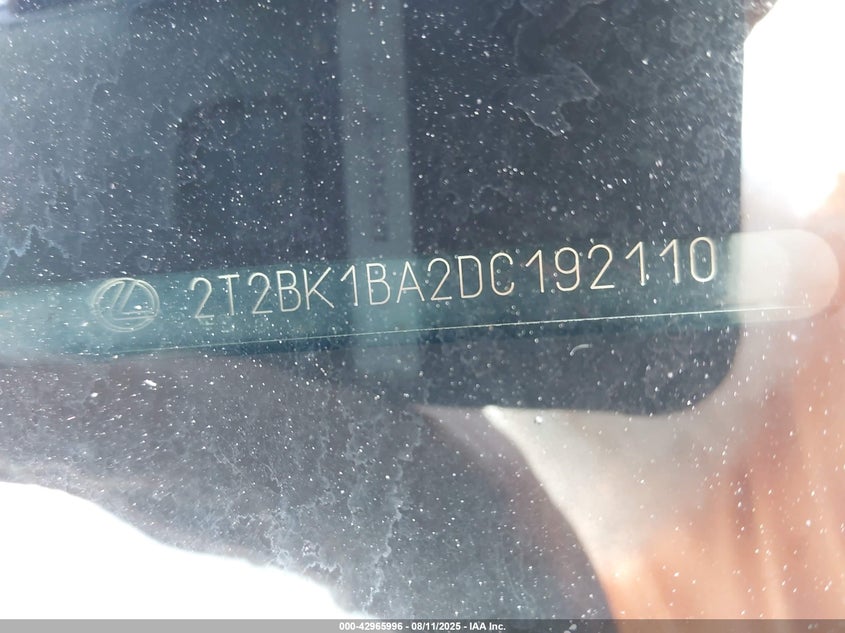 2T2BK1BA2DC192110
000-42965996 - 08/11/2025 - IAA Inc.